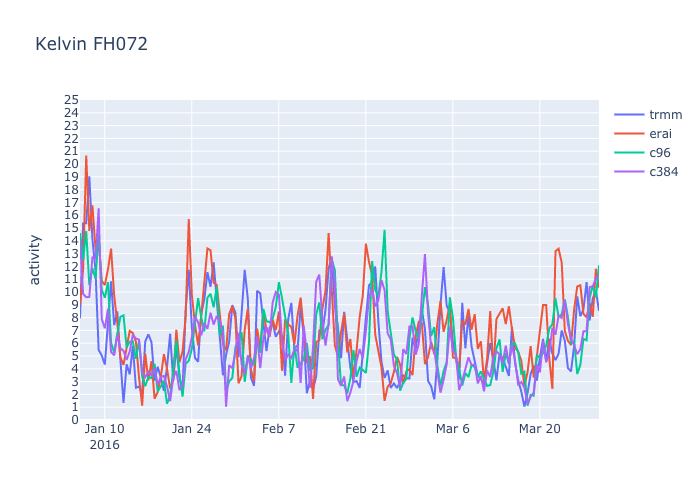 Kelvin FH072
25
24
23
22
21
20
19
18
17
16
15
14
13
12
11
10
9
8
7
6
5
4
3
2
1
0
activity
Jan 10
2016
Jan 24
Feb 7
Feb 21
Mar 6
Mar 20
trmm
erai
c96
c384